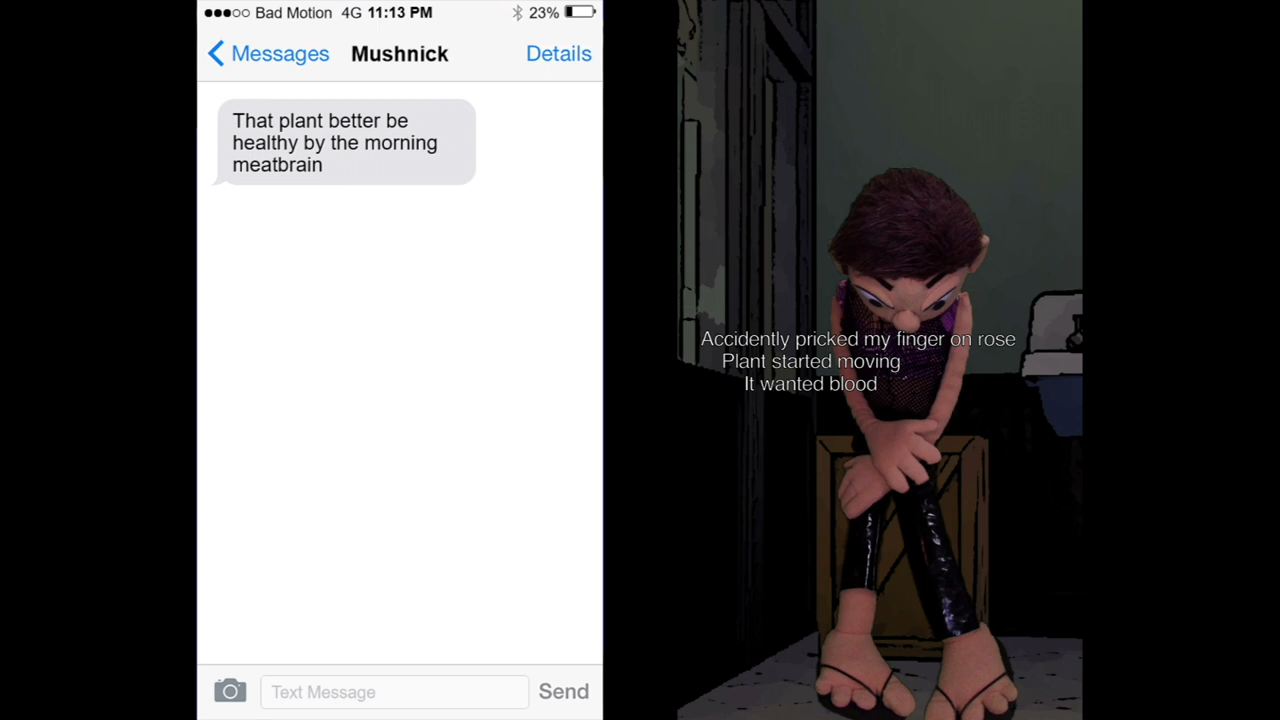 Bad Motion 4G 11:13 PM 23%
Messages Mushnick Details
That plant better be
healthy by the morning
meatbrain
Text Message Send
Accidently pricked my finger on rose
Plant started moving
It wanted blood